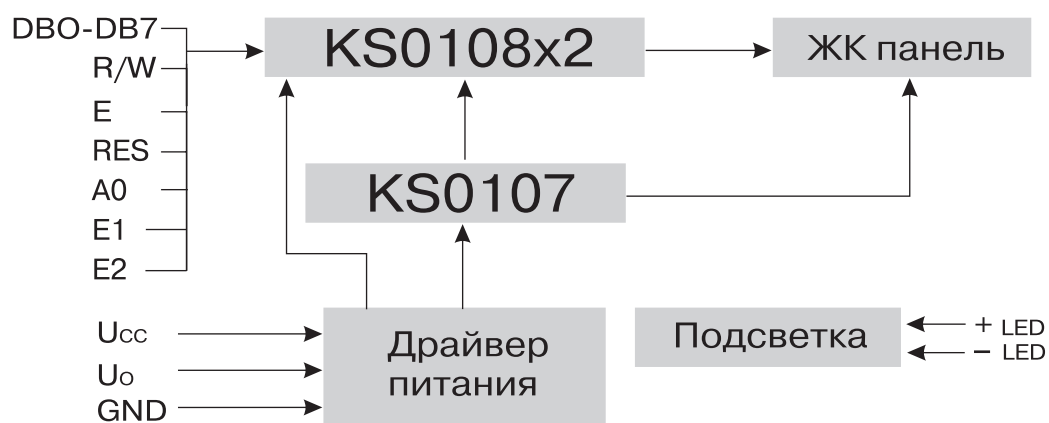 DBO-DB7
R/W
E
RES
A0
E1
E2
KS0108x2
ЖК панель
KS0107
Ucc
Uo
GND
Драйвер
питания
Подсветка
+ LED
− LED